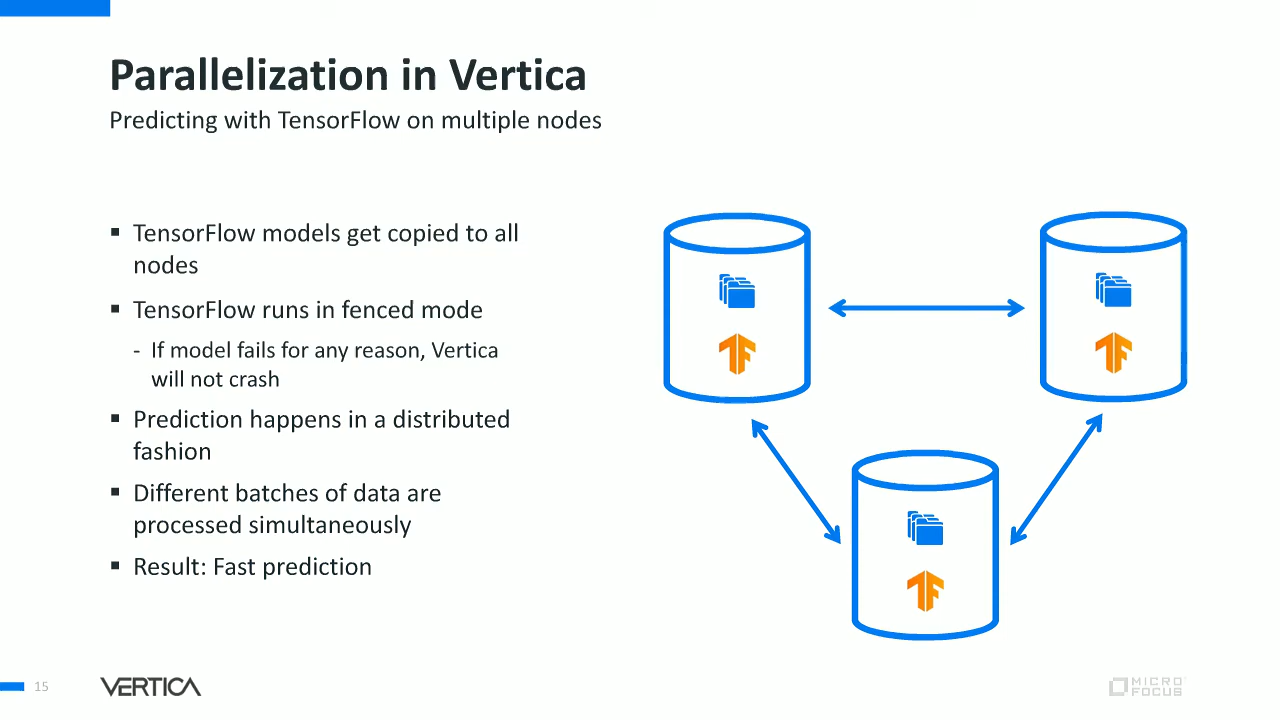 Parallelization in Vertica
Predicting with TensorFlow on multiple nodes
▪ TensorFlow models get copied to all
nodes
▪ TensorFlow runs in fenced mode
- If model fails for any reason, Vertica
will not crash
▪ Prediction happens in a distributed
fashion
▪ Different batches of data are
processed simultaneously
▪ Result: Fast prediction
15
VERTICA
MICRO
FOCUS